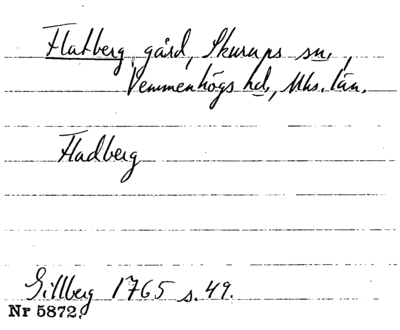 Flatberg, gård, Skurups sn.,
Vemmenhögs hd., Mhs. län.
Fladberg
Gillberg 1765 s. 49.
Nr 5872.